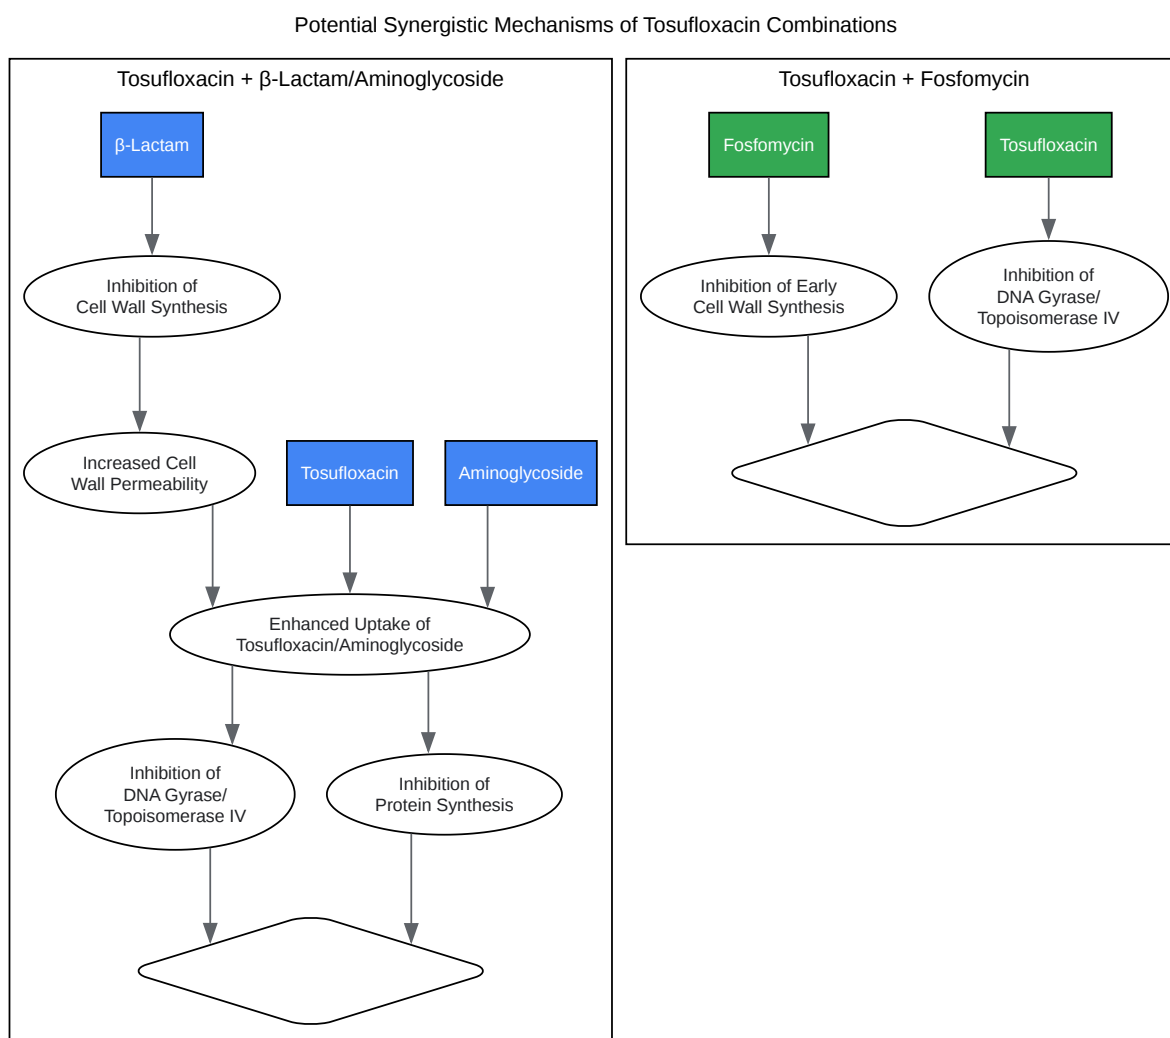 Potential Synergistic Mechanisms of Tosufloxacin Combinations
Tosufloxacin + β-Lactam/Aminoglycoside
β-Lactam
Inhibition of
Cell Wall Synthesis
Increased Cell
Wall Permeability
Tosufloxacin
Aminoglycoside
Enhanced Uptake of
Tosufloxacin/Aminoglycoside
Inhibition of
DNA Gyrase/
Topoisomerase IV
Inhibition of
Protein Synthesis
Tosufloxacin + Fosfomycin
Fosfomycin
Tosufloxacin
Inhibition of Early
Cell Wall Synthesis
Inhibition of
DNA Gyrase/
Topoisomerase IV